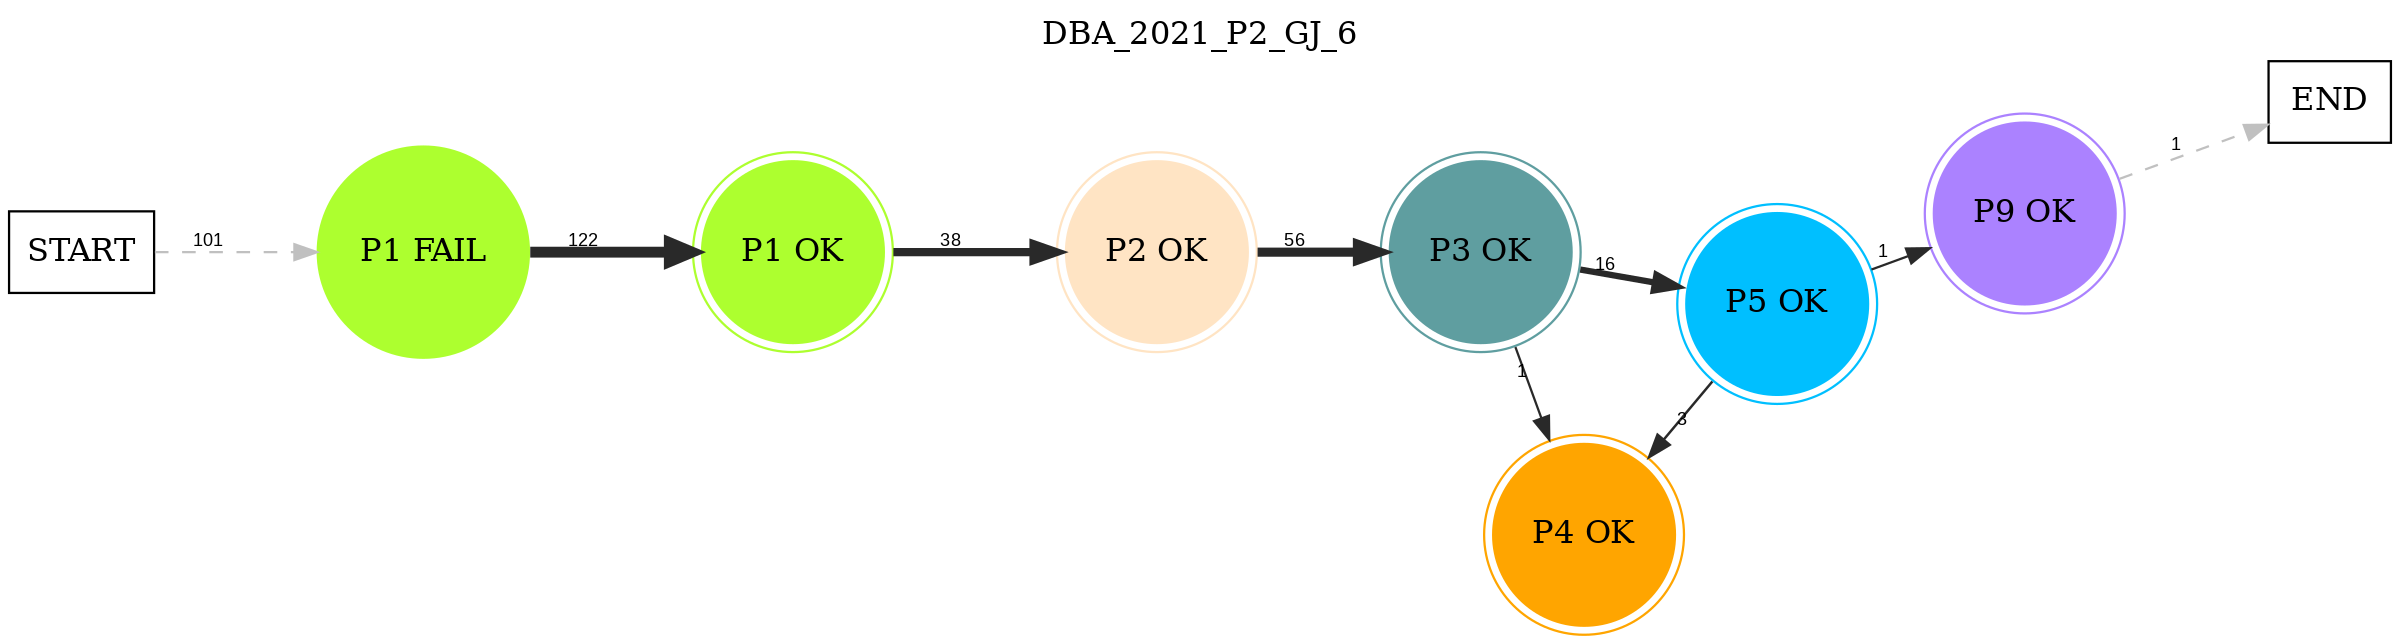 DBA_2021_P2_GJ_6
START
101
P1 FAIL
122
P1 OK
38
P2 OK
56
P3 OK
16
1
P5 OK
3
P4 OK
1
P9 OK
1
END